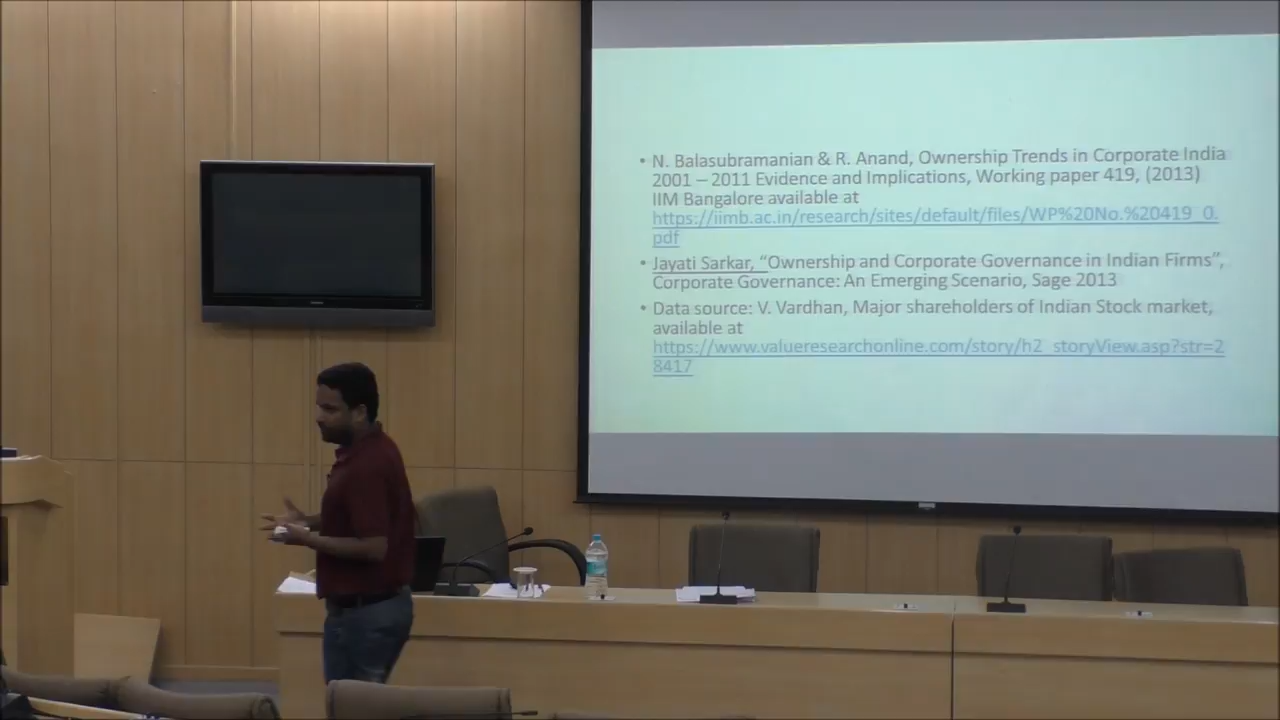 • N. Balasubramanian & R. Anand, Ownership Trends in Corporate India
2001 – 2011 Evidence and Implications, Working paper 419, (2013)
IIM Bangalore available at
https://iimb.ac.in/research/sites/default/files/WP%20No.%20419_0.
pdf
• Jayati Sarkar, “Ownership and Corporate Governance in Indian Firms”,
Corporate Governance: An Emerging Scenario, Sage 2013
• Data source: V. Vardhan, Major shareholders of Indian Stock market,
available at
https://www.valueresearchonline.com/story/h2_storyView.asp?str=2
8417